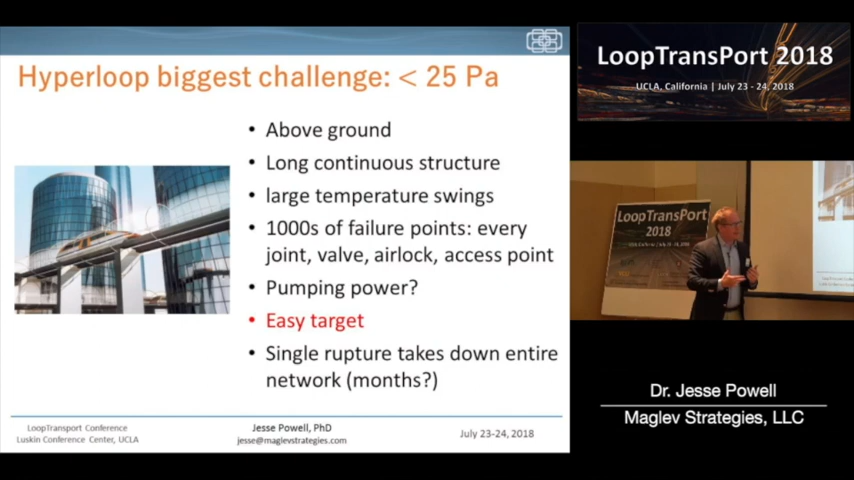 Hyperloop biggest challenge: < 25 Pa
• Above ground
• Long continuous structure
• large temperature swings
• 1000s of failure points: every
joint, valve, airlock, access point
• Pumping power?
• Easy target
• Single rupture takes down entire
network (months?)
LoopTransport Conference
Luskin Conference Center, UCLA
Jesse Powell, PhD
jesse@maglevstrategies.com
July 23-24, 2018
LoopTransPort 2018
UCLA, California | July 23 - 24, 2018
LoopTransPort
2018
Dr. Jesse Powell
Maglev Strategies, LLC